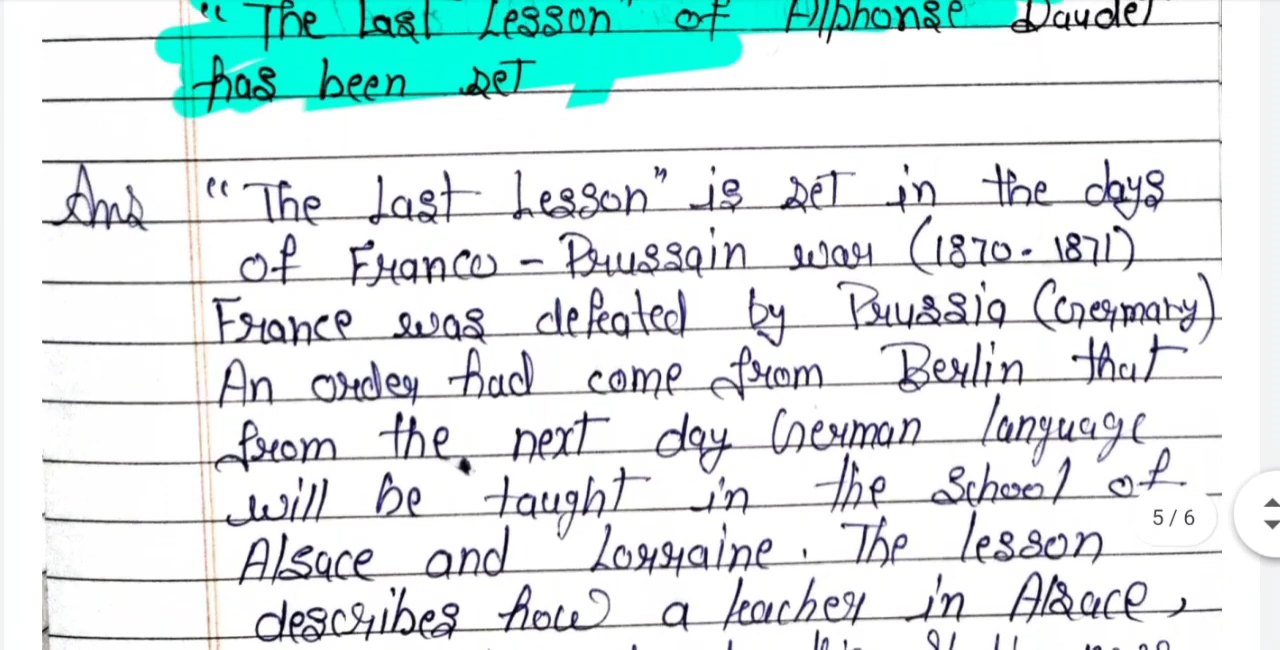 "The Last Lesson" of Alphonse Daudet
has been set
Ans "The Last Lesson" is set in the days
of Franco - Prussain war (1870 - 1871)
France was defeated by Prussia (Germany)
An order had come from Berlin that
from the next day German language
will be taught in the School of
5 / 6
Alsace and Lorraine. The lesson
describes how a teacher in Alsace,